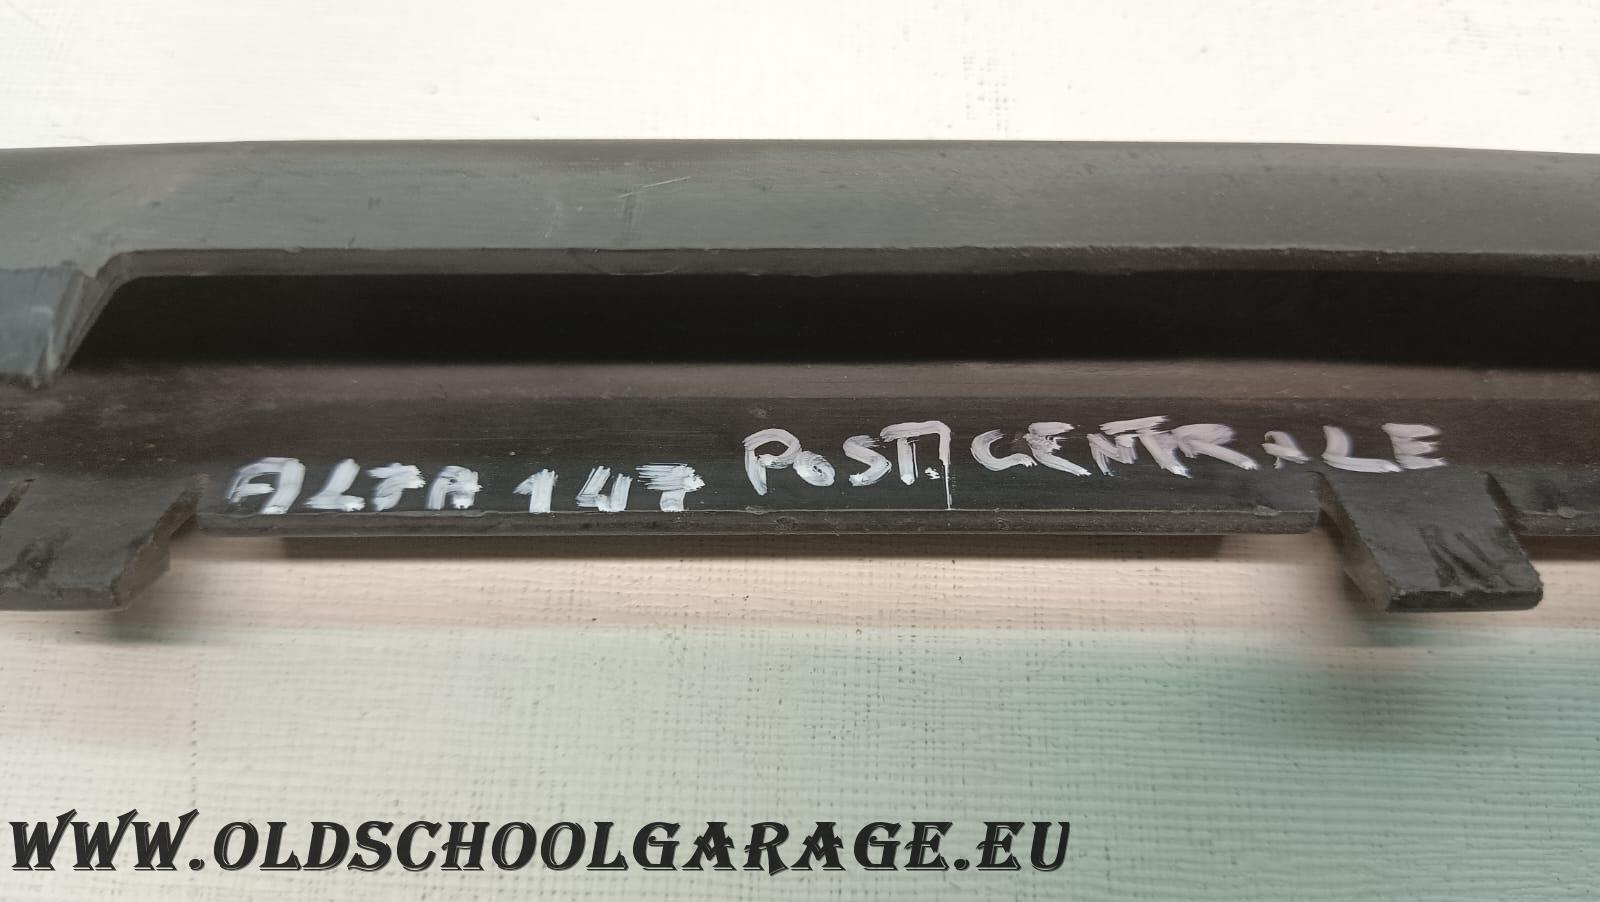 ALFA 147 POST. CENTRALE
WWW.OLDSCHOOLGARAGE.EU